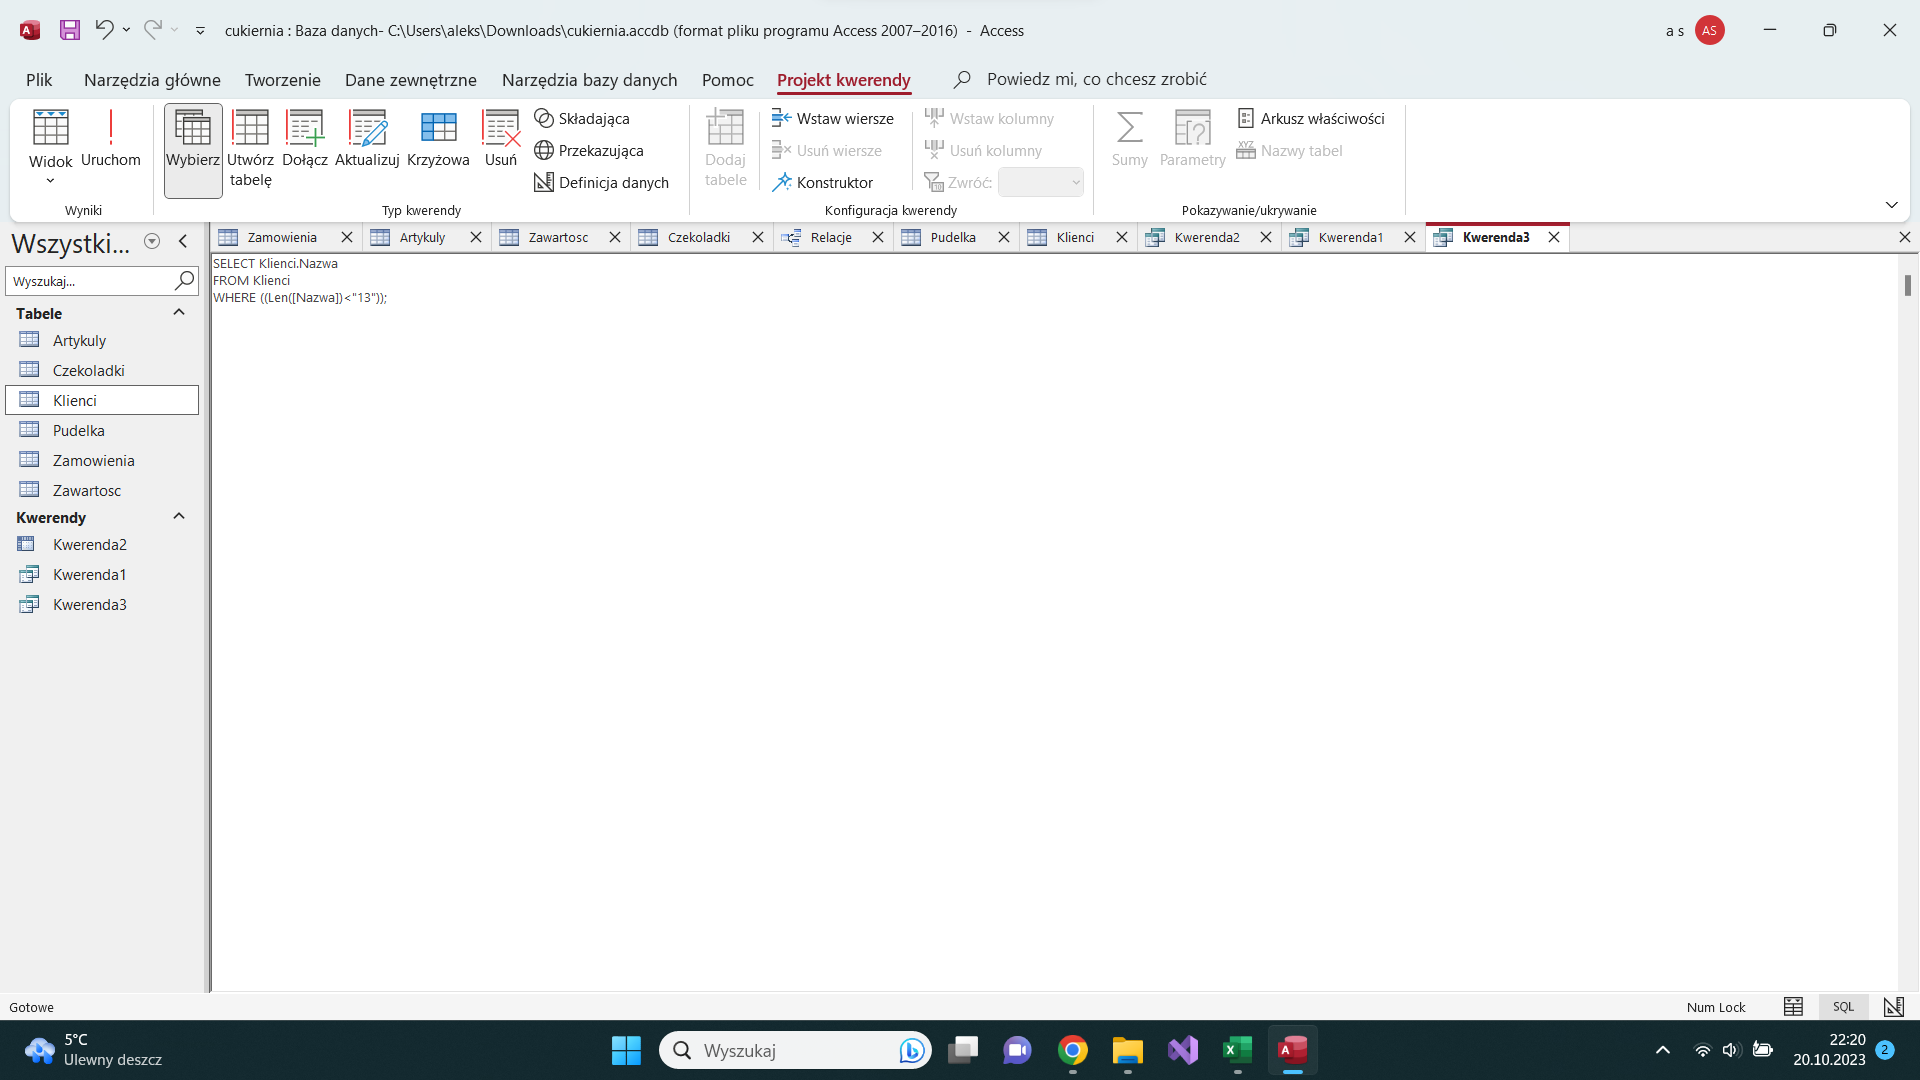 cukiernia : Baza danych- C:\Users\aleks\Downloads\cukiernia.accdb (format pliku programu Access 2007–2016) - Access
a s
AS
Plik
Narzędzia główne
Tworzenie
Dane zewnętrzne
Narzędzia bazy danych
Pomoc
Projekt kwerendy
Powiedz mi, co chcesz zrobić
Widok
Uruchom
Wyniki
Wybierz
Utwórz
tabelę
Dołącz
Aktualizuj
Krzyżowa
Usuń
Składająca
Przekazująca
Definicja danych
Typ kwerendy
Dodaj
tabele
Wstaw wiersze
Usuń wiersze
Konstruktor
Wstaw kolumny
Usuń kolumny
Zwróć:
Konfiguracja kwerendy
Sumy
Parametry
Arkusz właściwości
Nazwy tabel
Pokazywanie/ukrywanie
Wszystki...
Wyszukaj...
Tabele
Artykuly
Czekoladki
Klienci
Pudelka
Zamowienia
Zawartosc
Kwerendy
Kwerenda2
Kwerenda1
Kwerenda3
Zamowienia
Artykuly
Zawartosc
Czekoladki
Relacje
Pudelka
Klienci
Kwerenda2
Kwerenda1
Kwerenda3
SELECT Klienci.Nazwa
FROM Klienci
WHERE ((Len([Nazwa])<"13"));
Gotowe
Num Lock
SQL
5°C
Ulewny deszcz
Wyszukaj
22:20
20.10.2023
2